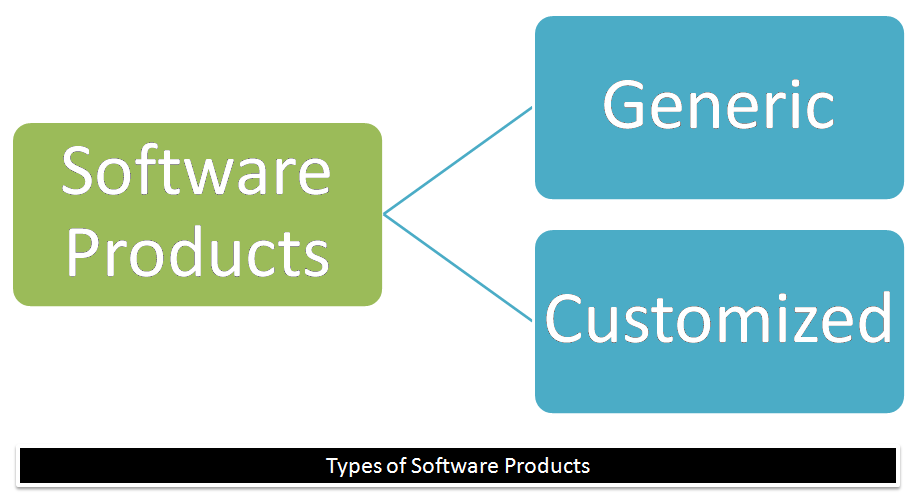 Software
Products
Generic
Customized
Types of Software Products